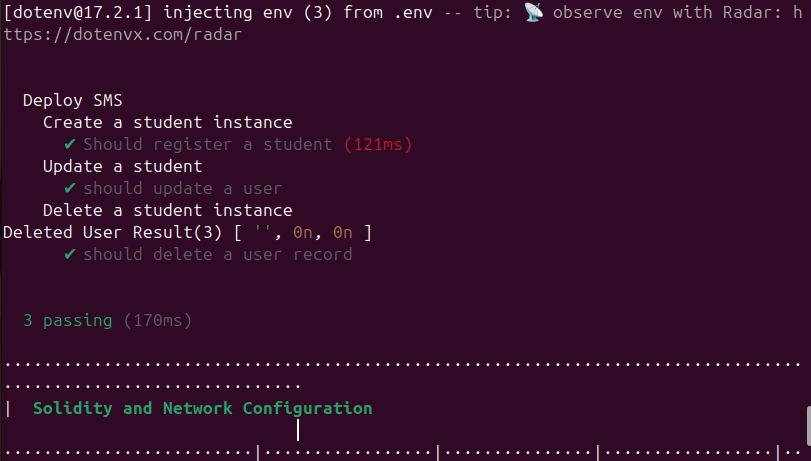 [dotenv@17.2.1] injecting env (3) from .env -- tip: 📡 observe env with Radar: h
ttps://dotenvx.com/radar
Deploy SMS
Create a student instance
✔ Should register a student (121ms)
Update a student
✔ should update a user
Delete a student instance
Deleted User Result(3) [ '', 0n, 0n ]
✔ should delete a user record
3 passing (170ms)
················································································
······························
| Solidity and Network Configuration
·························|·················|···············|·················|··